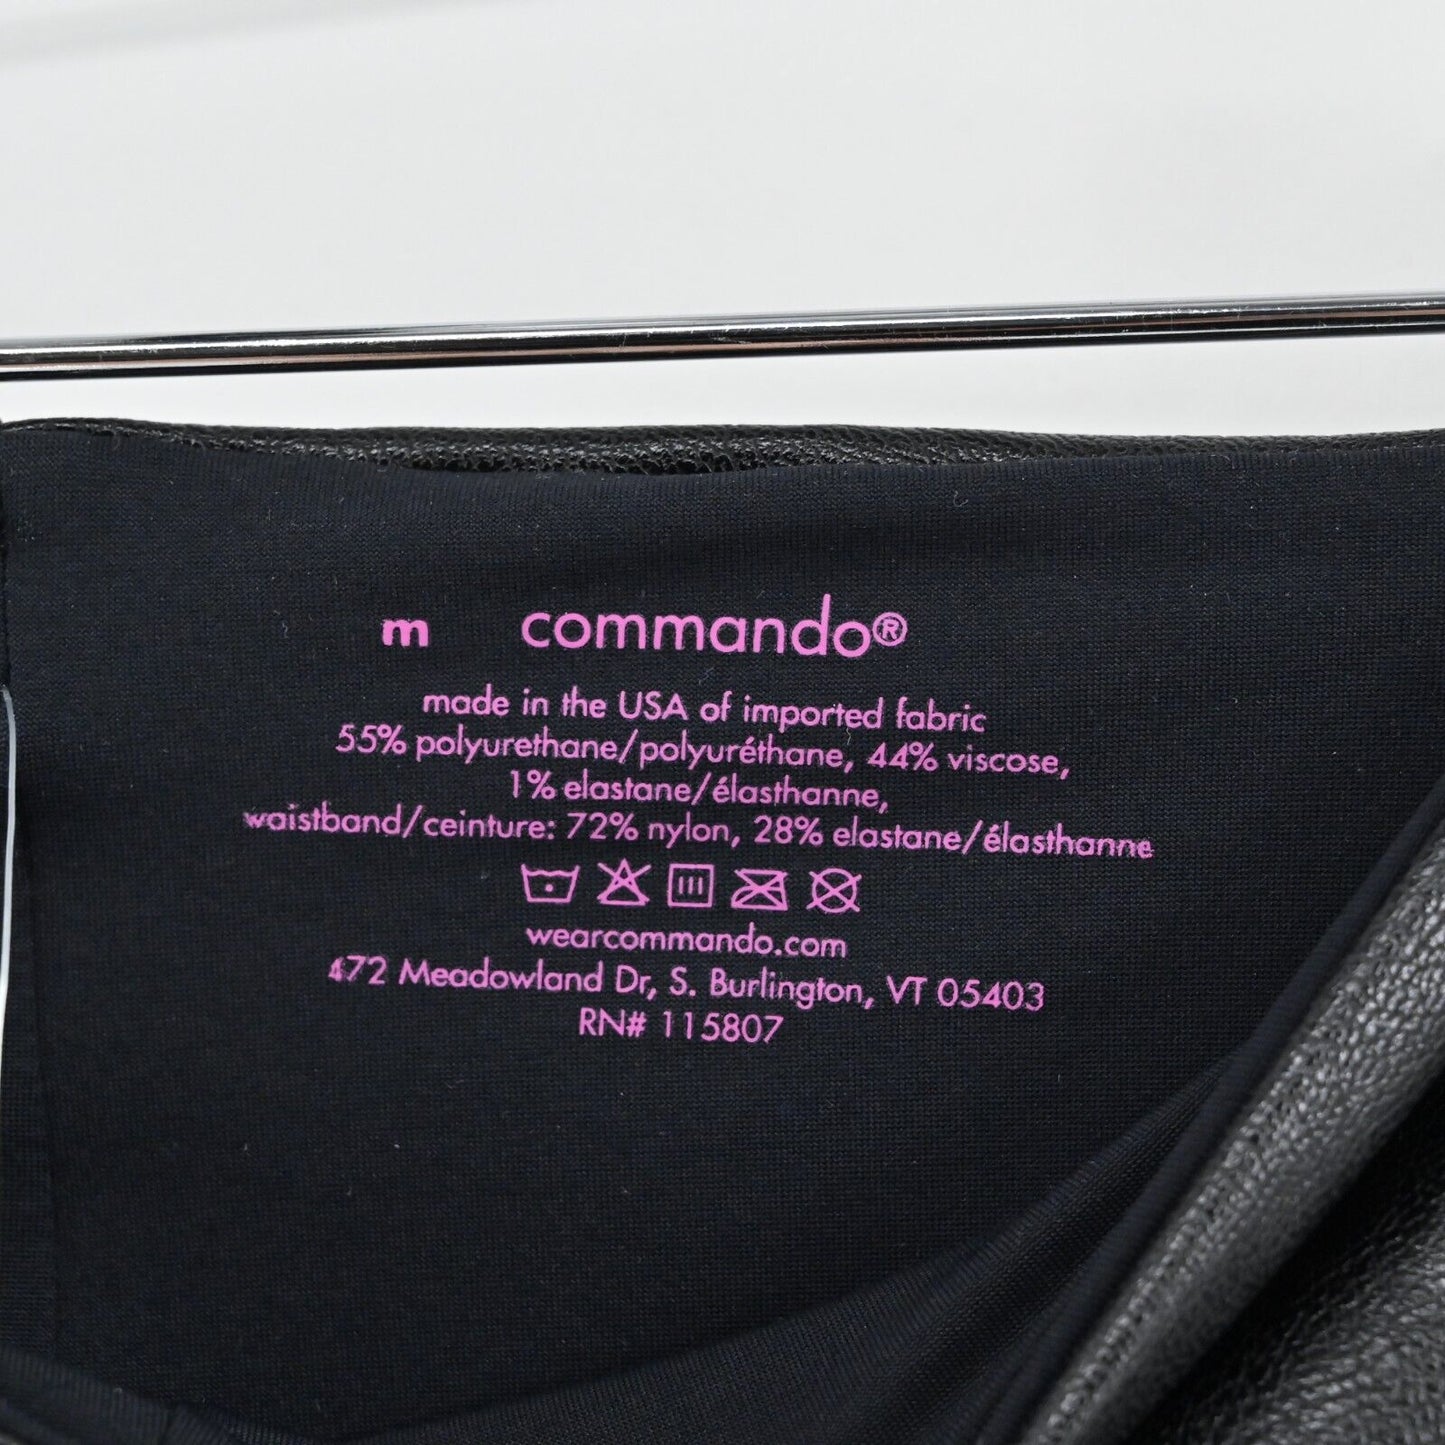 m commando®
made in the USA of imported fabric
55% polyurethane/polyuréthane, 44% viscose,
1% elastane/élasthanne,
waistband/ceinture: 72% nylon, 28% elastane/élasthanne
wearcommando.com
472 Meadowland Dr, S. Burlington, VT 05403
RN# 115807